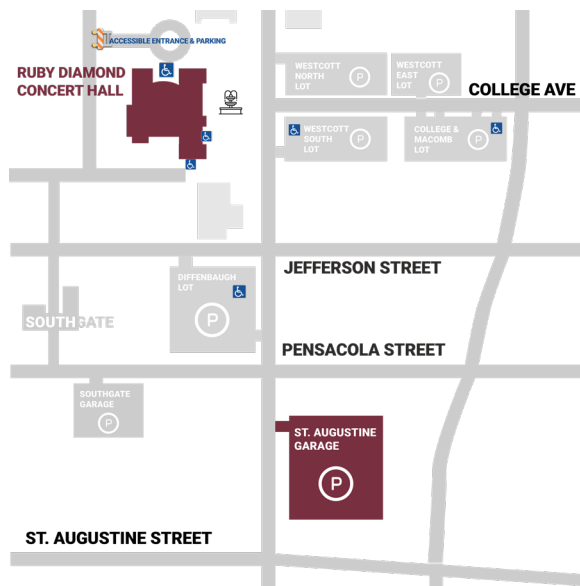 ACCESSIBLE ENTRANCE & PARKING
RUBY DIAMOND
CONCERT HALL
WESTCOTT
NORTH
LOT
P
WESTCOTT
EAST
LOT
P
COLLEGE AVE
WESTCOTT
SOUTH
LOT
P
COLLEGE &
MACOMB
LOT
P
JEFFERSON STREET
DIFFENBAUGH
LOT
P
SOUTHGATE
PENSACOLA STREET
SOUTHGATE
GARAGE
P
ST. AUGUSTINE
GARAGE
P
ST. AUGUSTINE STREET